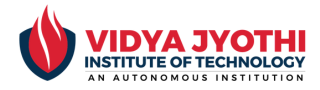 VIDYA JYOTHI
INSTITUTE OF TECHNOLOGY
AN AUTONOMOUS INSTITUTION